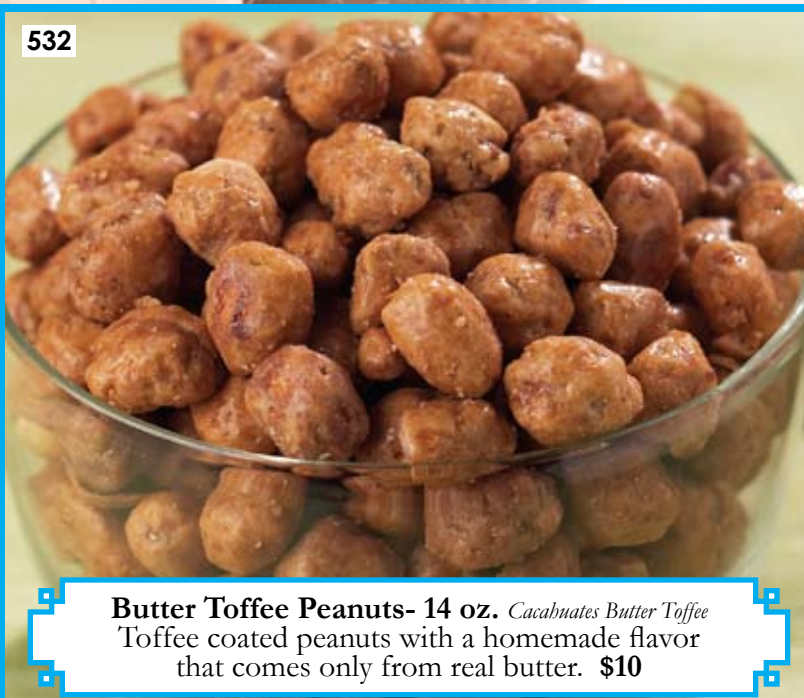 532
Butter Toffee Peanuts- 14 oz. Cacahuates Butter Toffee
Toffee coated peanuts with a homemade flavor
that comes only from real butter. $10